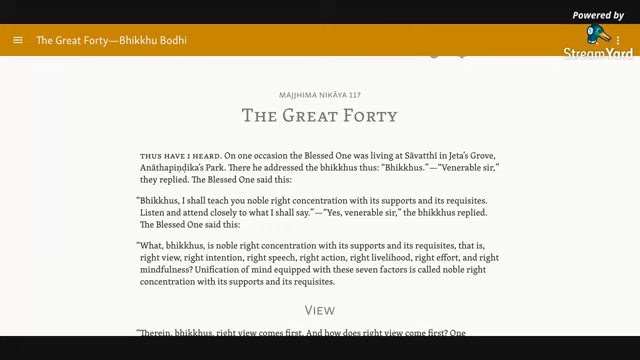 Powered by
The Great Forty—Bhikkhu Bodhi
StreamYard
MAJJHIMA NIKĀYA 117
The Great Forty
THUS HAVE I HEARD. On one occasion the Blessed One was living at Sāvatthī in Jeta's Grove,
Anāthapiṇḍika's Park. There he addressed the bhikkhus thus: “Bhikkhus.”—“Venerable sir,”
they replied. The Blessed One said this:
“Bhikkhus, I shall teach you noble right concentration with its supports and its requisites.
Listen and attend closely to what I shall say.”—“Yes, venerable sir,” the bhikkhus replied.
The Blessed One said this:
“What, bhikkhus, is noble right concentration with its supports and its requisites, that is,
right view, right intention, right speech, right action, right livelihood, right effort, and right
mindfulness? Unification of mind equipped with these seven factors is called noble right
concentration with its supports and its requisites.
View
“Therein, bhikkhus, right view comes first. And how does right view come first? One